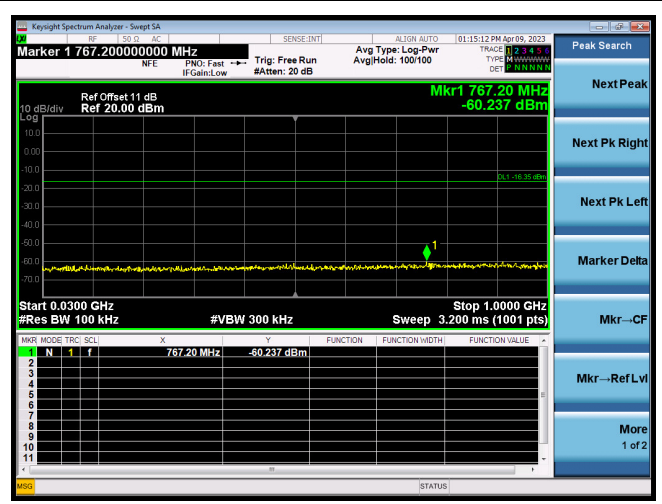 Keysight Spectrum Analyzer - Swept SA
RF 50 Ω AC SENSE:INT ALIGN AUTO 01:15:12 PM Apr 09, 2023
Marker 1 767.200000000 MHz
NFE PNO: Fast Trig: Free Run Avg Type: Log-Pwr TRACE 1 2 3 4 5 6
IFGain:Low #Atten: 20 dB Avg|Hold: 100/100 TYPE M
DET P N N N N N
Peak Search
Next Peak
Next Pk Right
Next Pk Left
Marker Delta
Mkr→CF
Mkr→Ref Lvl
More
1 of 2
Mkr1 767.20 MHz
-60.237 dBm
Ref Offset 11 dB
10 dB/div Ref 20.00 dBm
Log
10.0
0.00
-10.0
DL1 -16.35 dBm
-20.0
-30.0
-40.0
-50.0
1
-60.0
-70.0
Start 0.0300 GHz Stop 1.0000 GHz
#Res BW 100 kHz #VBW 300 kHz Sweep 3.200 ms (1001 pts)
MKR MODE TRC SCL X Y FUNCTION FUNCTION WIDTH FUNCTION VALUE
1 N 1 f 767.20 MHz -60.237 dBm
2
3
4
5
6
7
8
9
10
11
MSG STATUS